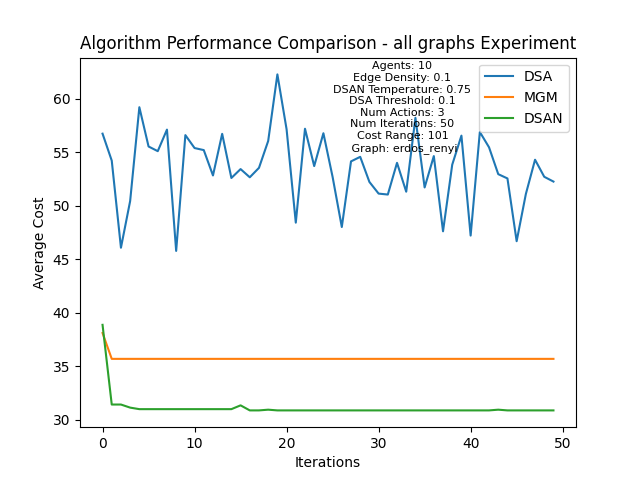 Algorithm Performance Comparison - all graphs Experiment
Agents: 10
Edge Density: 0.1
DSAN Temperature: 0.75
DSA Threshold: 0.1
Num Actions: 3
Num Iterations: 50
Cost Range: 101
Graph: erdos_renyi
DSA
MGM
DSAN
Average Cost
60
55
50
45
40
35
30
0 10 20 30 40 50
Iterations